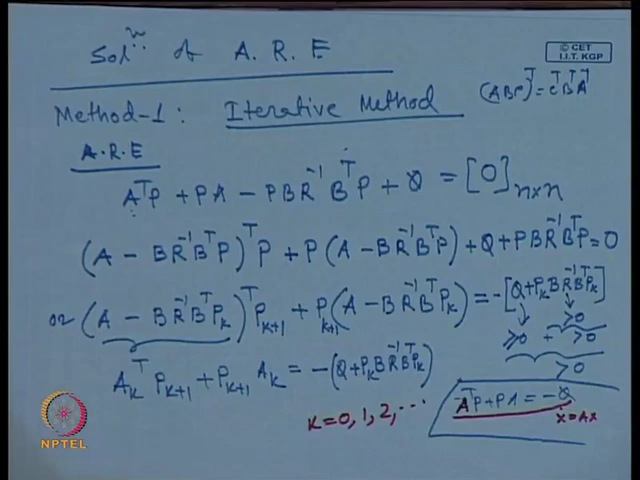 Solⁿ of A.R.E
© CET
I.I.T. KGP
Method-1: Iterative Method
(ABC)ᵀ = CᵀBᵀAᵀ
A.R.E
AᵀP + PA - PBR⁻¹BᵀP + Q = [0]n×n
(A - BR⁻¹BᵀP)ᵀP + P(A - BR⁻¹BᵀP) + Q + PBR⁻¹BᵀP = 0
or (A - BR⁻¹BᵀPₖ)ᵀPₖ₊₁ + Pₖ₊₁(A - BR⁻¹BᵀPₖ) = -[Q + PₖBR⁻¹BᵀPₖ]
>0
≥0 + >0
>0
AₖᵀPₖ₊₁ + Pₖ₊₁Aₖ = -(Q + PₖBR⁻¹BᵀPₖ)
AᵀP + PA = -Q
K = 0, 1, 2, ...
ẋ = Ax
NPTEL